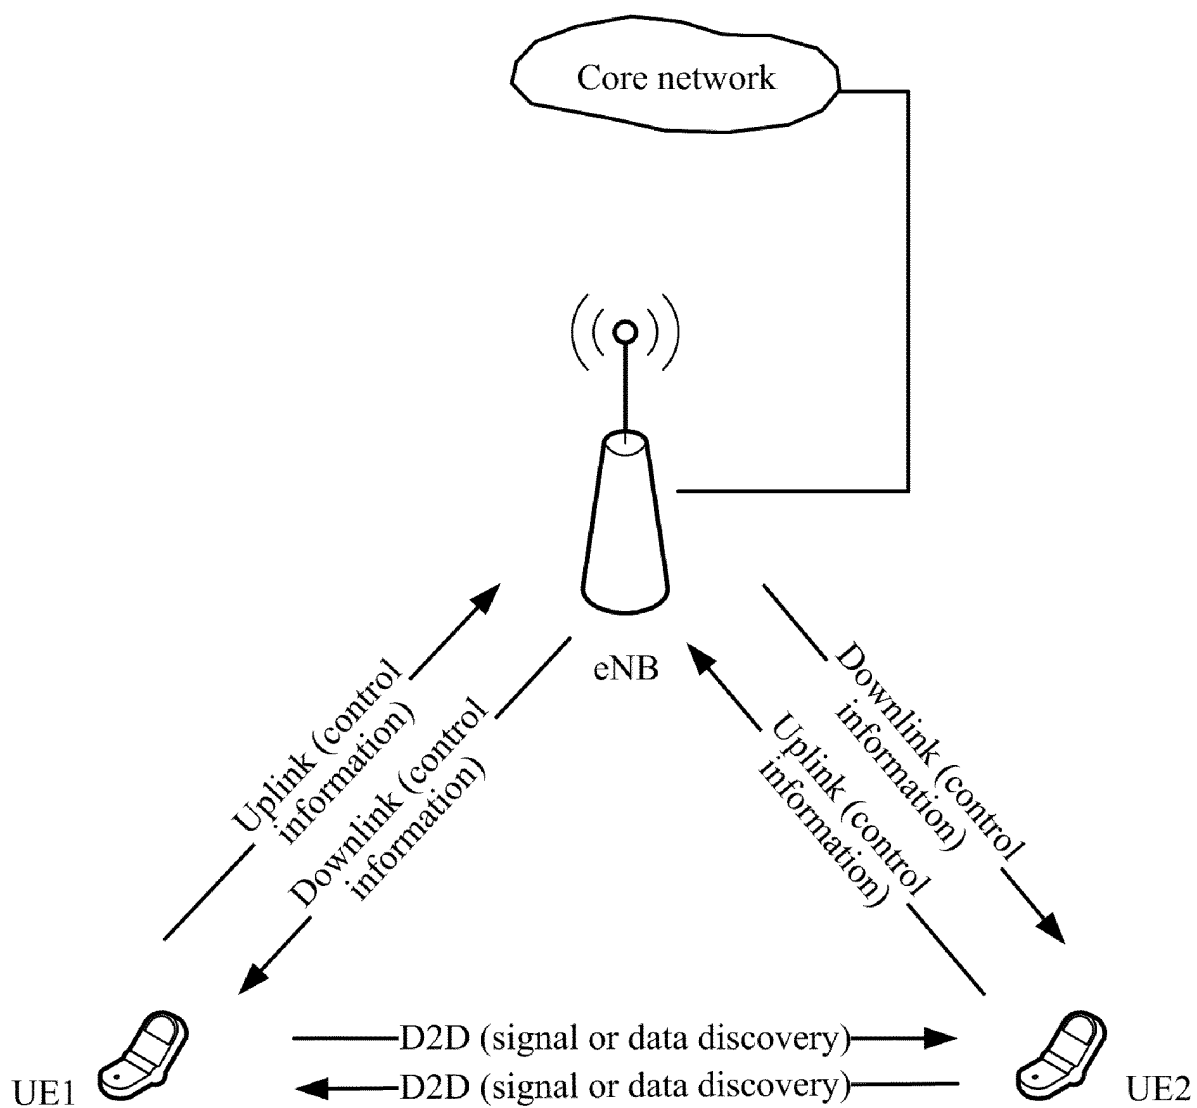 Core network
eNB
Uplink (control
information)
Downlink (control
information)
Uplink (control
information)
Downlink (control
information)
D2D (signal or data discovery)
D2D (signal or data discovery)
UE1
UE2